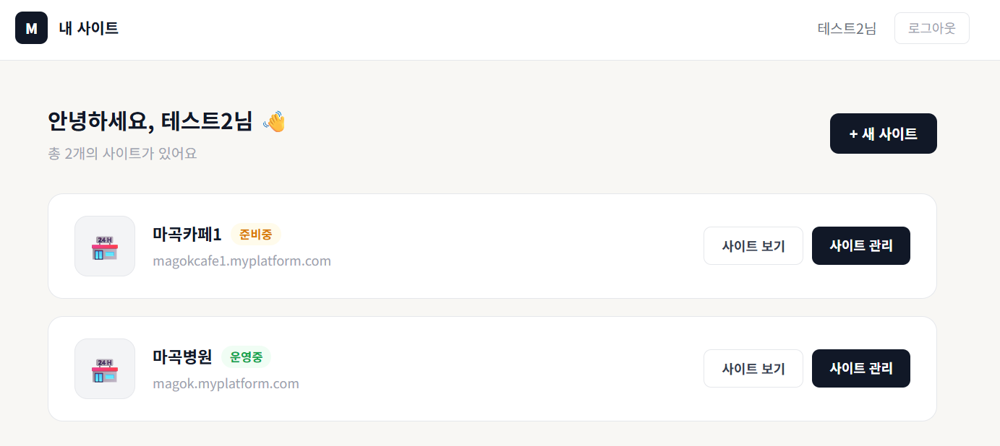 M 내 사이트 테스트2님 로그아웃
안녕하세요, 테스트2님 👋
+ 새 사이트
총 2개의 사이트가 있어요
24 H
마곡카페1 준비중
magokcafe1.myplatform.com
사이트 보기 사이트 관리
24 H
마곡병원 운영중
magok.myplatform.com
사이트 보기 사이트 관리